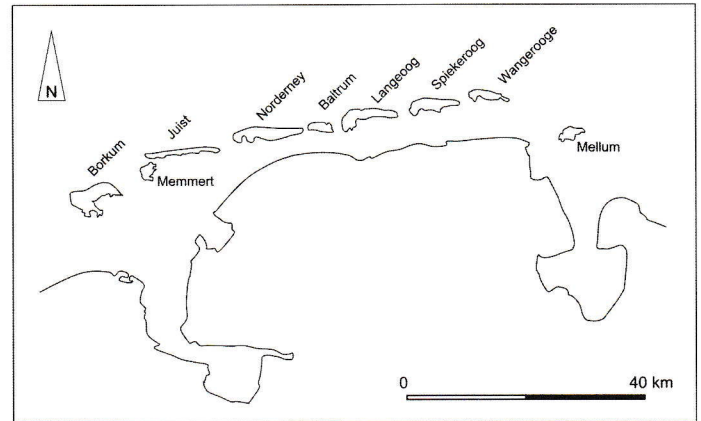 N
Borkum
Juist
Memmert
Norderney
Baltrum
Langeoog
Spiekeroog
Wangerooge
Mellum
0
40 km